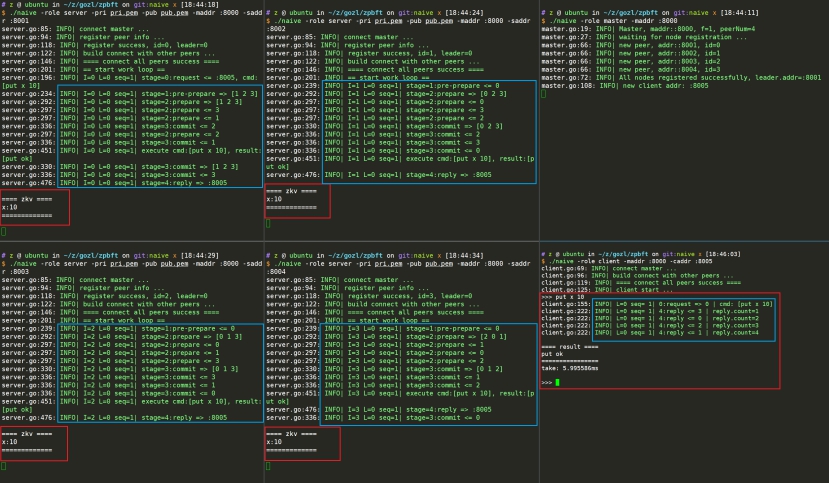 # z @ ubuntu in ~/z/gozl/zpbft on git:naive x [18:44:18]
$ ./naive -role server -pri pri.pem -pub pub.pem -maddr :8000 -saddr :8001
server.go:85: INFO| connect master ...
server.go:94: INFO| register peer info ...
server.go:118: INFO| register success, id=0, leader=0
server.go:122: INFO| build connect with other peers ...
server.go:146: INFO| ==== connect all peers success ====
server.go:201: INFO| == start work loop ==
server.go:196: INFO| I=0 L=0 seq=1| stage=0:request <= :8005, cmd:
[put x 10]
server.go:234: INFO| I=0 L=0 seq=1| stage=1:pre-prepare => [1 2 3]
server.go:292: INFO| I=0 L=0 seq=1| stage=2:prepare => [1 2 3]
server.go:297: INFO| I=0 L=0 seq=1| stage=2:prepare <= 3
server.go:297: INFO| I=0 L=0 seq=1| stage=2:prepare <= 1
server.go:336: INFO| I=0 L=0 seq=1| stage=3:commit <= 2
server.go:297: INFO| I=0 L=0 seq=1| stage=2:prepare <= 2
server.go:336: INFO| I=0 L=0 seq=1| stage=3:commit <= 1
server.go:451: INFO| I=0 L=0 seq=1| execute cmd:[put x 10], result:
[put ok]
server.go:330: INFO| I=0 L=0 seq=1| stage=3:commit => [1 2 3]
server.go:336: INFO| I=0 L=0 seq=1| stage=3:commit <= 3
server.go:476: INFO| I=0 L=0 seq=1| stage=4:reply => :8005
==== zkv ====
x:10
=============
# z @ ubuntu in ~/z/gozl/zpbft on git:naive x [18:44:24]
$ ./naive -role server -pri pri.pem -pub pub.pem -maddr :8000 -saddr
:8002
server.go:85: INFO| connect master ...
server.go:94: INFO| register peer info ...
server.go:118: INFO| register success, id=1, leader=0
server.go:122: INFO| build connect with other peers ...
server.go:146: INFO| ==== connect all peers success ====
server.go:201: INFO| == start work loop ==
server.go:239: INFO| I=1 L=0 seq=1| stage=1:pre-prepare <= 0
server.go:292: INFO| I=1 L=0 seq=1| stage=2:prepare => [0 2 3]
server.go:297: INFO| I=1 L=0 seq=1| stage=2:prepare <= 0
server.go:297: INFO| I=1 L=0 seq=1| stage=2:prepare <= 3
server.go:297: INFO| I=1 L=0 seq=1| stage=2:prepare <= 2
server.go:330: INFO| I=1 L=0 seq=1| stage=3:commit => [0 2 3]
server.go:336: INFO| I=1 L=0 seq=1| stage=3:commit <= 2
server.go:336: INFO| I=1 L=0 seq=1| stage=3:commit <= 3
server.go:336: INFO| I=1 L=0 seq=1| stage=3:commit <= 0
server.go:451: INFO| I=1 L=0 seq=1| execute cmd:[put x 10], result:[p
ut ok]
server.go:476: INFO| I=1 L=0 seq=1| stage=4:reply => :8005
==== zkv ====
x:10
=============
# z @ ubuntu in ~/z/gozl/zpbft on git:naive x [18:44:11]
$ ./naive -role master -maddr :8000
master.go:19: INFO| Master, maddr::8000, f=1, peerNum=4
master.go:27: INFO| waiting for node registration ...
master.go:66: INFO| new peer, addr::8001, id=0
master.go:66: INFO| new peer, addr::8002, id=1
master.go:66: INFO| new peer, addr::8003, id=2
master.go:66: INFO| new peer, addr::8004, id=3
master.go:72: INFO| All nodes registered successfully, leader.addr=:8001
master.go:108: INFO| new client addr: :8005
# z @ ubuntu in ~/z/gozl/zpbft on git:naive x [18:44:29]
$ ./naive -role server -pri pri.pem -pub pub.pem -maddr :8000 -sadd
r :8003
server.go:85: INFO| connect master ...
server.go:94: INFO| register peer info ...
server.go:118: INFO| register success, id=2, leader=0
server.go:122: INFO| build connect with other peers ...
server.go:146: INFO| ==== connect all peers success ====
server.go:201: INFO| == start work loop ==
server.go:239: INFO| I=2 L=0 seq=1| stage=1:pre-prepare <= 0
server.go:292: INFO| I=2 L=0 seq=1| stage=2:prepare => [0 1 3]
server.go:297: INFO| I=2 L=0 seq=1| stage=2:prepare <= 0
server.go:297: INFO| I=2 L=0 seq=1| stage=2:prepare <= 1
server.go:297: INFO| I=2 L=0 seq=1| stage=2:prepare <= 3
server.go:330: INFO| I=2 L=0 seq=1| stage=3:commit => [0 1 3]
server.go:336: INFO| I=2 L=0 seq=1| stage=3:commit <= 3
server.go:336: INFO| I=2 L=0 seq=1| stage=3:commit <= 1
server.go:336: INFO| I=2 L=0 seq=1| stage=3:commit <= 0
server.go:451: INFO| I=2 L=0 seq=1| execute cmd:[put x 10], result:
[put ok]
server.go:476: INFO| I=2 L=0 seq=1| stage=4:reply => :8005
==== zkv ====
x:10
=============
# z @ ubuntu in ~/z/gozl/zpbft on git:naive x [18:44:34]
$ ./naive -role server -pri pri.pem -pub pub.pem -maddr :8000 -saddr
:8004
server.go:85: INFO| connect master ...
server.go:94: INFO| register peer info ...
server.go:118: INFO| register success, id=3, leader=0
server.go:122: INFO| build connect with other peers ...
server.go:146: INFO| ==== connect all peers success ====
server.go:201: INFO| == start work loop ==
server.go:239: INFO| I=3 L=0 seq=1| stage=1:pre-prepare <= 0
server.go:292: INFO| I=3 L=0 seq=1| stage=2:prepare => [2 0 1]
server.go:297: INFO| I=3 L=0 seq=1| stage=2:prepare <= 1
server.go:297: INFO| I=3 L=0 seq=1| stage=2:prepare <= 0
server.go:297: INFO| I=3 L=0 seq=1| stage=2:prepare <= 2
server.go:330: INFO| I=3 L=0 seq=1| stage=3:commit => [0 1 2]
server.go:336: INFO| I=3 L=0 seq=1| stage=3:commit <= 1
server.go:336: INFO| I=3 L=0 seq=1| stage=3:commit <= 2
server.go:451: INFO| I=3 L=0 seq=1| execute cmd:[put x 10], result:[p
ut ok]
server.go:476: INFO| I=3 L=0 seq=1| stage=4:reply => :8005
server.go:336: INFO| I=3 L=0 seq=1| stage=3:commit <= 0
==== zkv ====
x:10
=============
# z @ ubuntu in ~/z/gozl/zpbft on git:naive x [18:46:03]
$ ./naive -role client -maddr :8000 -caddr :8005
client.go:69: INFO| connect master ...
client.go:96: INFO| build connect with other peers ...
client.go:119: INFO| ==== connect all peers success ====
client.go:125: INFO| client start ...
>>> put x 10
client.go:155: INFO| L=0 seq= 1| 0:request => 0 | cmd: [put x 10]
client.go:222: INFO| L=0 seq= 1| 4:reply <= 3 | reply.count=1
client.go:222: INFO| L=0 seq= 1| 4:reply <= 0 | reply.count=2
client.go:222: INFO| L=0 seq= 1| 4:reply <= 2 | reply.count=3
client.go:222: INFO| L=0 seq= 1| 4:reply <= 1 | reply.count=4
==== result ====
put ok
================
take: 5.995586ms
>>>